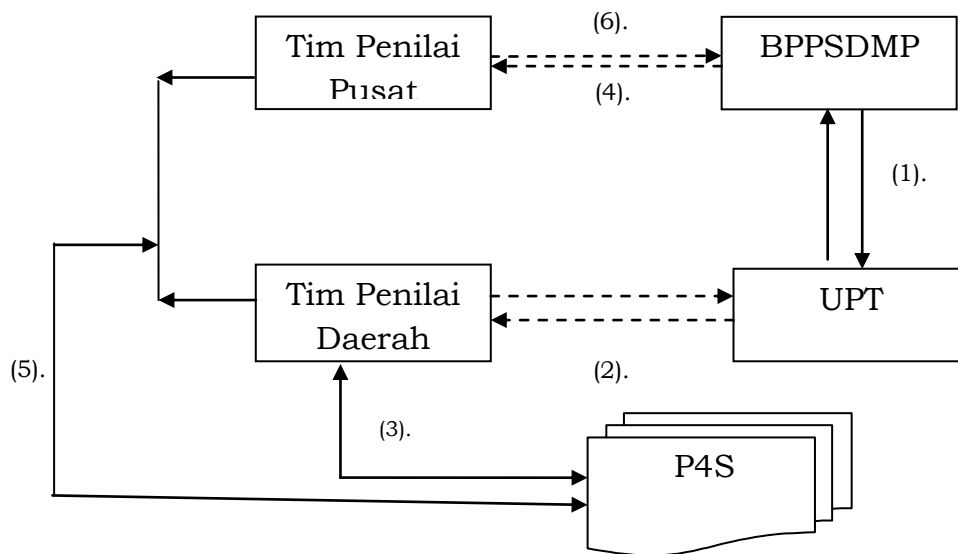 Tim Penilai
Pusat
(6).
(4).
BPPSDMP
(1).
Tim Penilai
Daerah
UPT
(2).
(5).
(3).
P4S